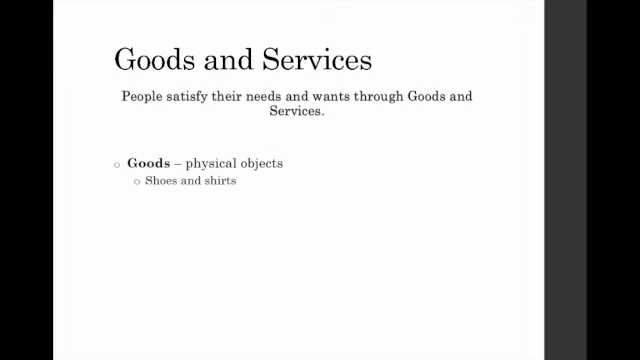 Goods and Services
People satisfy their needs and wants through Goods and
Services.
○ Goods – physical objects
○ Shoes and shirts